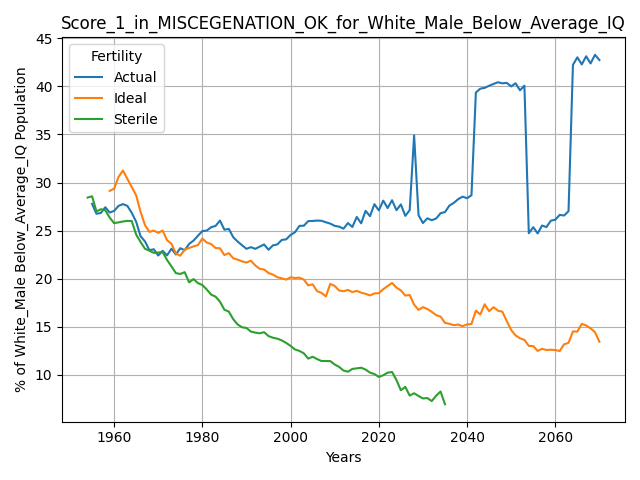 Score_1_in_MISCEGENATION_OK_for_White_Male_Below_Average_IQ
45
40
35
30
25
20
15
10
% of White_Male Below_Average_IQ Population
Fertility
Actual
Ideal
Sterile
1960 1980 2000 2020 2040 2060
Years